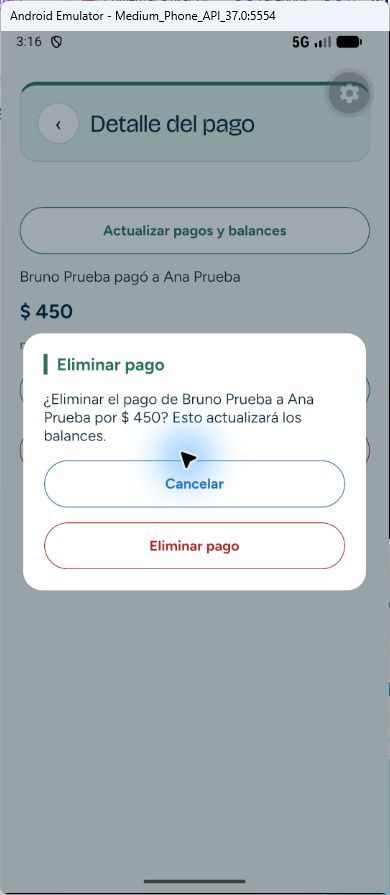 Android Emulator - Medium_Phone_API_37.0:5554
3:16 5G
‹ Detalle del pago
Actualizar pagos y balances
Bruno Prueba pagó a Ana Prueba
$ 450
Eliminar pago
¿Eliminar el pago de Bruno Prueba a Ana
Prueba por $ 450? Esto actualizará los
balances.
Cancelar
Eliminar pago